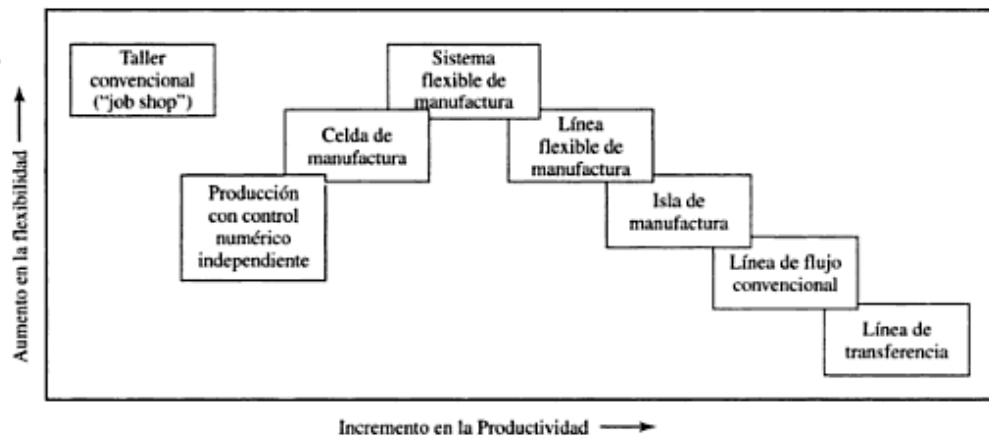 Taller
convencional
("job shop")
Sistema
flexible de
manufactura
Celda de
manufactura
Línea
flexible de
manufactura
Producción
con control
numérico
independiente
Isla de
manufactura
Línea de flujo
convencional
Línea de
transferencia
Aumento en la flexibilidad
Incremento en la Productividad